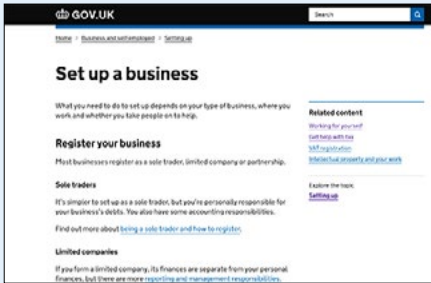 GOV.UK
Search
Home > Business and self-employed > Setting up
Set up a business
What you need to do to set up depends on your type of business, where you
work and whether you take people on to help.
Register your business
Most businesses register as a sole trader, limited company or partnership.
Sole traders
It's simpler to set up as a sole trader, but you're personally responsible for
your business's debts. You also have some accounting responsibilities.
Find out more about being a sole trader and how to register.
Limited companies
If you form a limited company, its finances are separate from your personal
finances, but there are more reporting and management responsibilities.
Related content
Working for yourself
Get help with tax
VAT registration
Intellectual property and your work
Explore the topic
Setting up